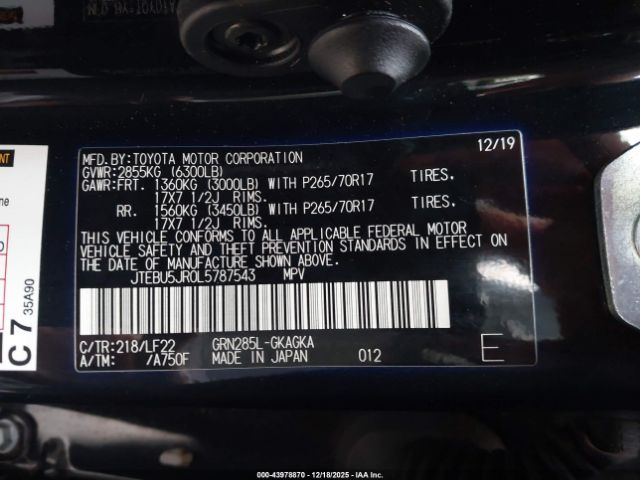 MFD.BY:TOYOTA MOTOR CORPORATION 12/19
GVWR:2855KG (6300LB)
GAWR:FRT. 1360KG (3000LB) WITH P265/70R17 TIRES.
17X7 1/2J RIMS.
RR. 1560KG (3450LB) WITH P265/70R17 TIRES.
17X7 1/2J RIMS.
THIS VEHICLE CONFORMS TO ALL APPLICABLE FEDERAL MOTOR
VEHICLE SAFETY AND THEFT PREVENTION STANDARDS IN EFFECT ON
THE DATE OF MANUFACTURE SHOWN ABOVE.
JTEBU5JR0L5787543 MPV
C/TR:218/LF22 GRN285L-GKAGKA
A/TM: /A750F MADE IN JAPAN 012 E
C7 35A90
000-43978870 - 12/18/2025 - IAA Inc.